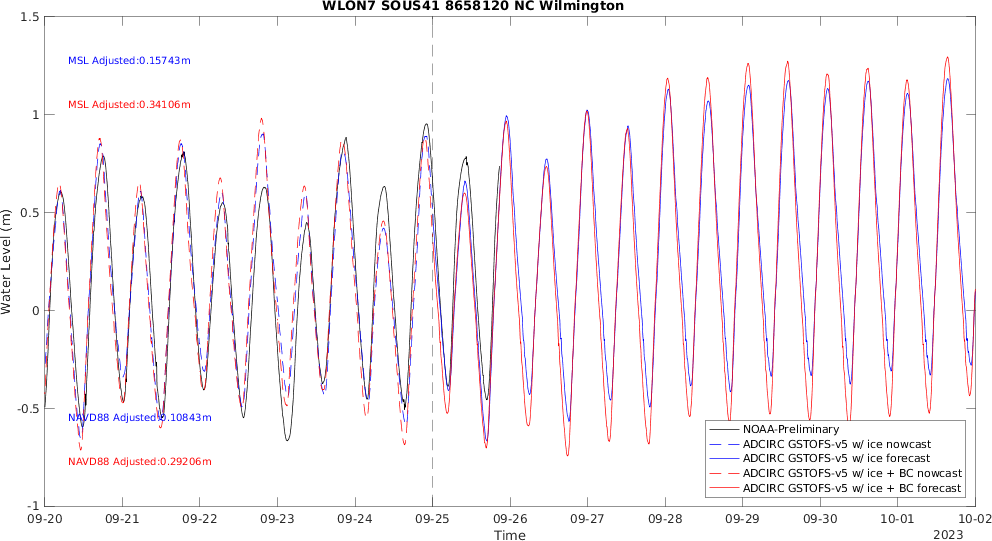 WLON7 SOUS41 8658120 NC Wilmington
1.5
1
0.5
0
-0.5
-1
Water Level (m)
MSL Adjusted:0.15743m
MSL Adjusted:0.34106m
NAVD88 Adjusted:0.10843m
NAVD88 Adjusted:0.29206m
NOAA-Preliminary
ADCIRC GSTOFS-v5 w/ ice nowcast
ADCIRC GSTOFS-v5 w/ ice forecast
ADCIRC GSTOFS-v5 w/ ice + BC nowcast
ADCIRC GSTOFS-v5 w/ ice + BC forecast
09-20 09-21 09-22 09-23 09-24 09-25 09-26 09-27 09-28 09-29 09-30 10-01 10-02
2023
Time